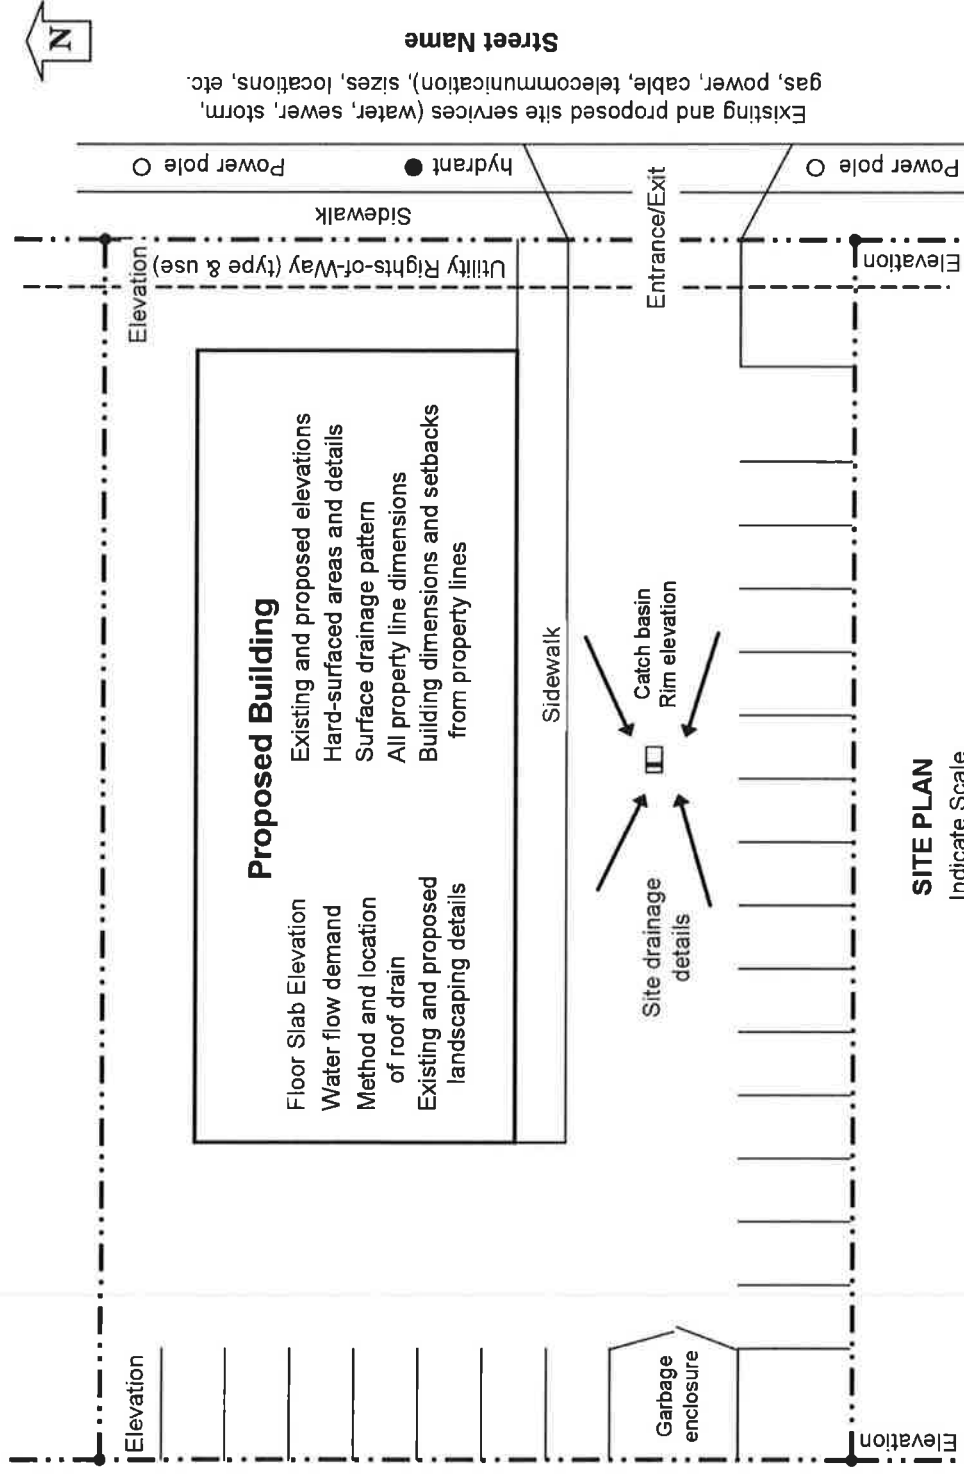 N
Street Name
Existing and proposed site services (water, sewer, storm,
gas, power, cable, telecommunication), sizes, locations, etc.
Power pole
hydrant
Power pole
Sidewalk
Entrance/Exit
Utility Rights-of-Way (type & use)
Elevation
Elevation
Proposed Building
Floor Slab Elevation
Water flow demand
Method and location
of roof drain
Existing and proposed
landscaping details
Existing and proposed elevations
Hard-surfaced areas and details
Surface drainage pattern
All property line dimensions
Building dimensions and setbacks
from property lines
Sidewalk
Catch basin
Rim elevation
Site drainage
details
Elevation
Garbage
enclosure
Elevation
SITE PLAN
Indicate Scale